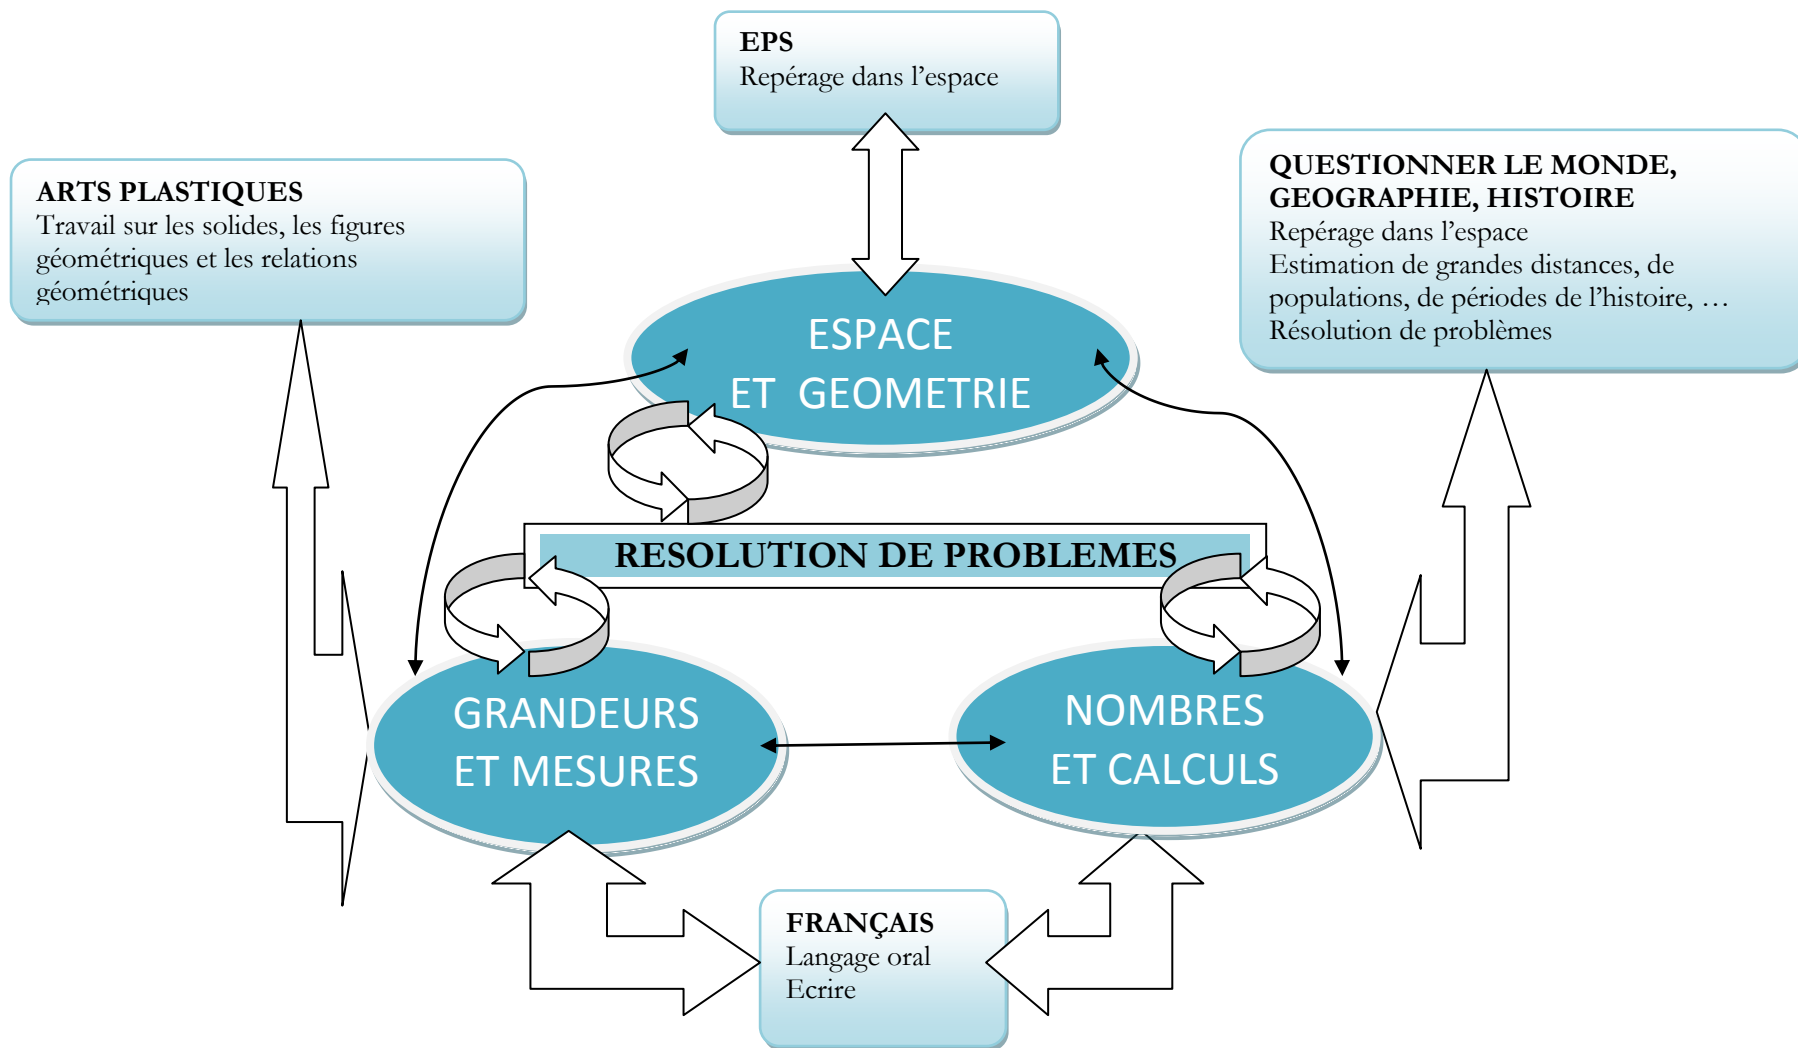 EPS
Repérage dans l’espace
ARTS PLASTIQUES
Travail sur les solides, les figures
géométriques et les relations
géométriques
QUESTIONNER LE MONDE,
GEOGRAPHIE, HISTOIRE
Repérage dans l’espace
Estimation de grandes distances, de
populations, de périodes de l’histoire, …
Résolution de problèmes
ESPACE
ET GEOMETRIE
RESOLUTION DE PROBLEMES
GRANDEURS
ET MESURES
NOMBRES
ET CALCULS
FRANÇAIS
Langage oral
Ecrire